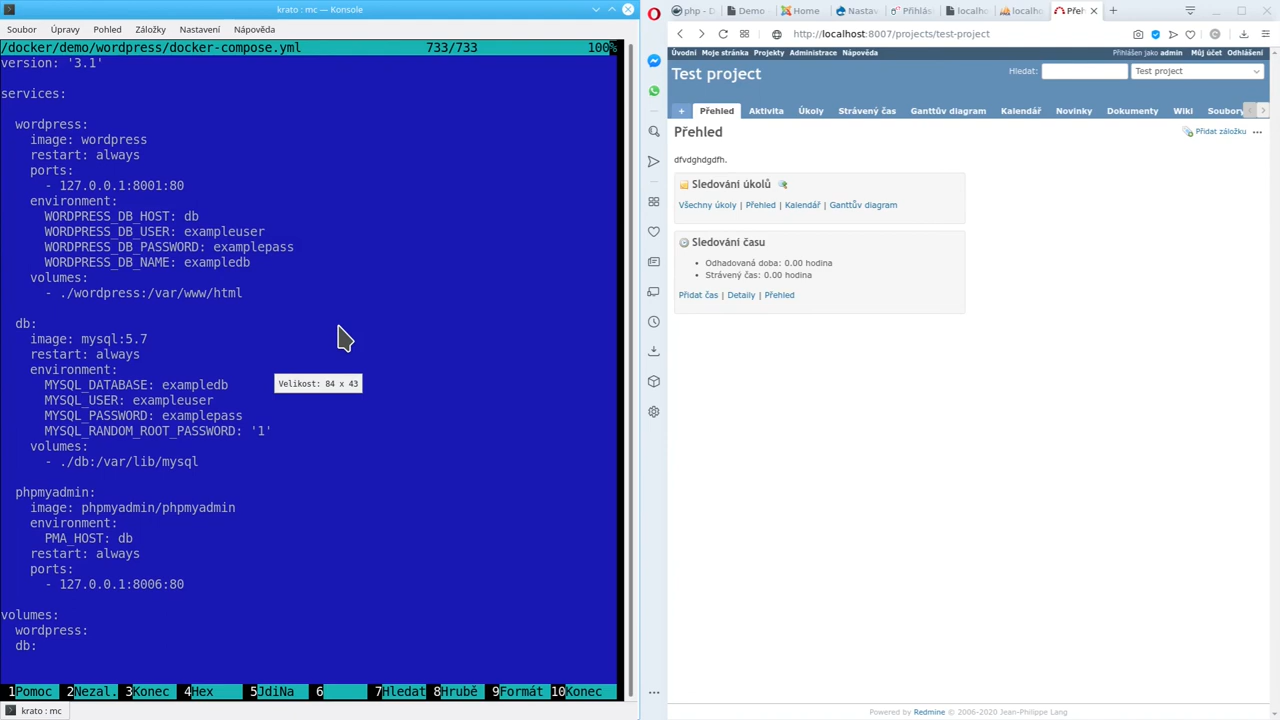 krato : mc — Konsole
Soubor Úpravy Pohled Záložky Nastavení Nápověda
/docker/demo/wordpress/docker-compose.yml 733/733 100%
version: '3.1'
services:
wordpress:
image: wordpress
restart: always
ports:
- 127.0.0.1:8001:80
environment:
WORDPRESS_DB_HOST: db
WORDPRESS_DB_USER: exampleuser
WORDPRESS_DB_PASSWORD: examplepass
WORDPRESS_DB_NAME: exampledb
volumes:
- ./wordpress:/var/www/html
db:
image: mysql:5.7
restart: always
environment:
MYSQL_DATABASE: exampledb
MYSQL_USER: exampleuser
MYSQL_PASSWORD: examplepass
MYSQL_RANDOM_ROOT_PASSWORD: '1'
volumes:
- ./db:/var/lib/mysql
phpmyadmin:
image: phpmyadmin/phpmyadmin
environment:
PMA_HOST: db
restart: always
ports:
- 127.0.0.1:8006:80
volumes:
wordpress:
db:
Velikost: 84 x 43
1Pomoc 2Nezal. 3Konec 4Hex 5JdiNa 6 7Hledat 8Hrubě 9Formát 10Konec
krato : mc
php - D Demo Home Nastav Přihlás localho localho Přeh
http://localhost:8007/projects/test-project
Úvodní Moje stránka Projekty Administrace Nápověda Přihlášen jako admin Můj účet Odhlášení
Test project Hledat: Test project
+ Přehled Aktivita Úkoly Strávený čas Ganttův diagram Kalendář Novinky Dokumenty Wiki Soubory
Přehled Přidat záložku
dfvdghdgdfh.
Sledování úkolů
Všechny úkoly | Přehled | Kalendář | Ganttův diagram
Sledování času
• Odhadovaná doba: 0.00 hodina
• Strávený čas: 0.00 hodina
Přidat čas | Detaily | Přehled
Powered by Redmine © 2006-2020 Jean-Philippe Lang